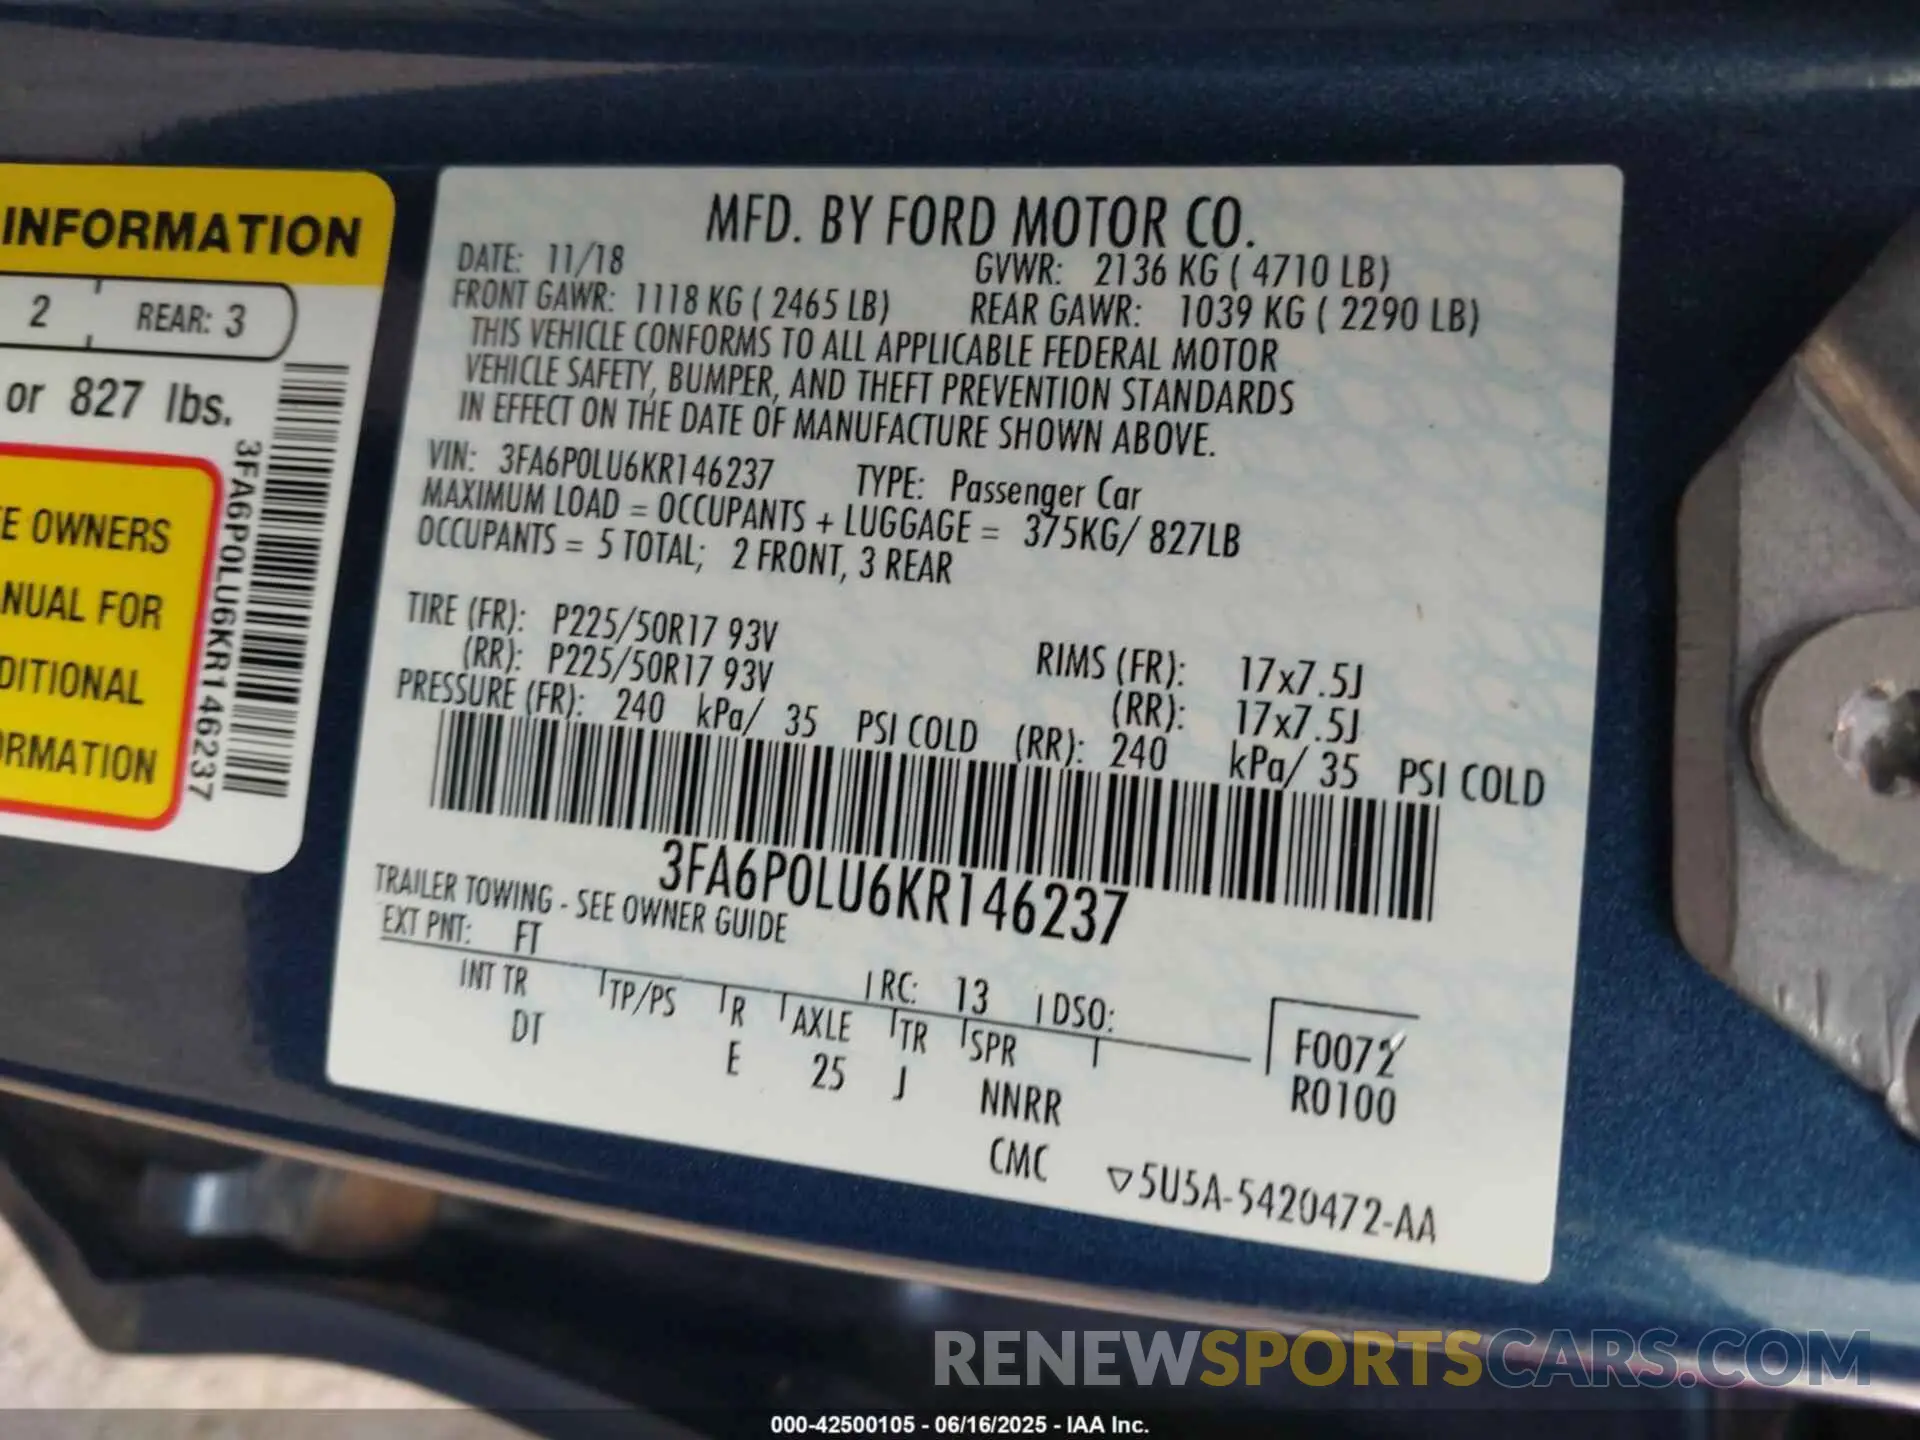 INFORMATION
2 REAR: 3
or 827 lbs.
OWNERS
NUAL FOR
DITIONAL
ORMATION
3FA6P0LU6KR146237
MFD. BY FORD MOTOR CO.
DATE: 11/18 GVWR: 2136 KG ( 4710 LB)
FRONT GAWR: 1118 KG ( 2465 LB) REAR GAWR: 1039 KG ( 2290 LB)
THIS VEHICLE CONFORMS TO ALL APPLICABLE FEDERAL MOTOR
VEHICLE SAFETY, BUMPER, AND THEFT PREVENTION STANDARDS
IN EFFECT ON THE DATE OF MANUFACTURE SHOWN ABOVE.
VIN: 3FA6P0LU6KR146237 TYPE: Passenger Car
MAXIMUM LOAD = OCCUPANTS + LUGGAGE = 375KG/ 827LB
OCCUPANTS = 5 TOTAL; 2 FRONT, 3 REAR
TIRE (FR): P225/50R17 93V RIMS (FR): 17x7.5J
(RR): P225/50R17 93V (RR): 17x7.5J
PRESSURE (FR): 240 kPa/ 35 PSI COLD (RR): 240 kPa/ 35 PSI COLD
3FA6P0LU6KR146237
TRAILER TOWING - SEE OWNER GUIDE
EXT PNT: FT RC: 13 DSO:
INT TR TP/PS R AXLE TR SPR F0072
DT E 25 J NNRR R0100
CMC 5U5A-5420472-AA
RENEWSPORTSCARS.COM
000-42500105 - 06/16/2025 - IAA Inc.